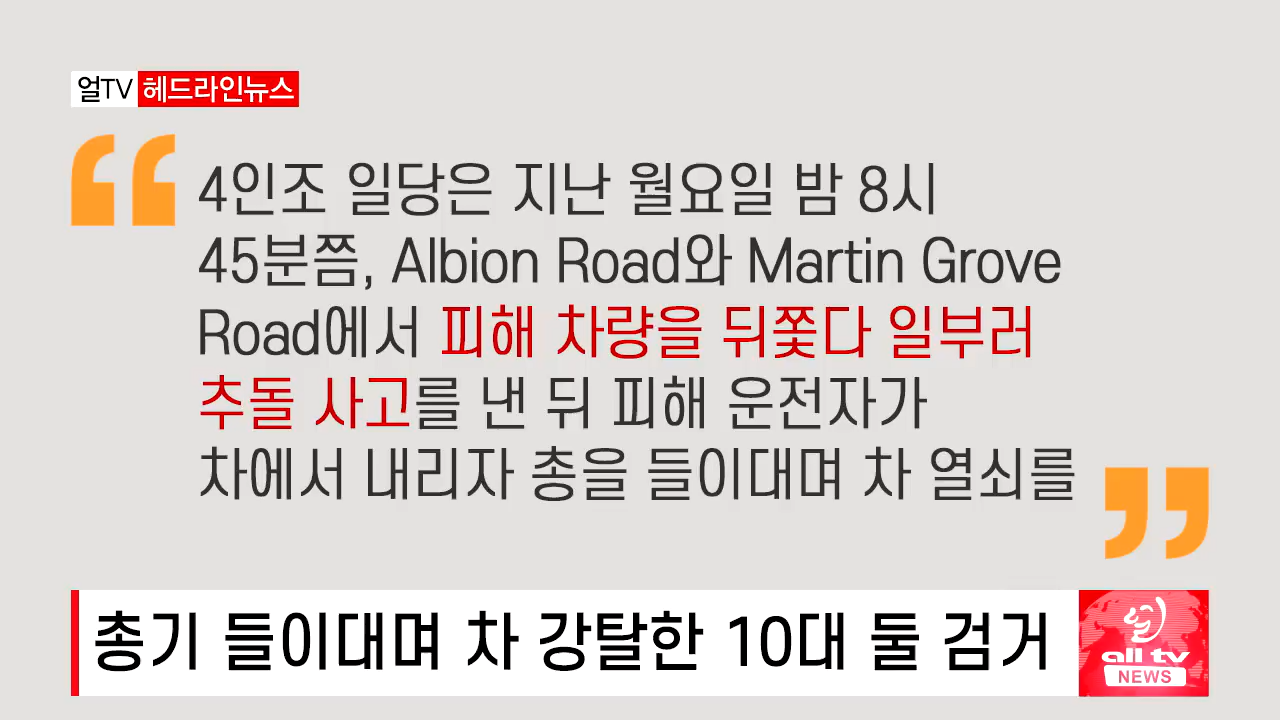 얼TV 헤드라인뉴스
4인조 일당은 지난 월요일 밤 8시
45분쯤, Albion Road와 Martin Grove
Road에서 피해 차량을 뒤쫓다 일부러
추돌 사고를 낸 뒤 피해 운전자가
차에서 내리자 총을 들이대며 차 열쇠를
총기 들이대며 차 강탈한 10대 둘 검거
얼
all tv
NEWS